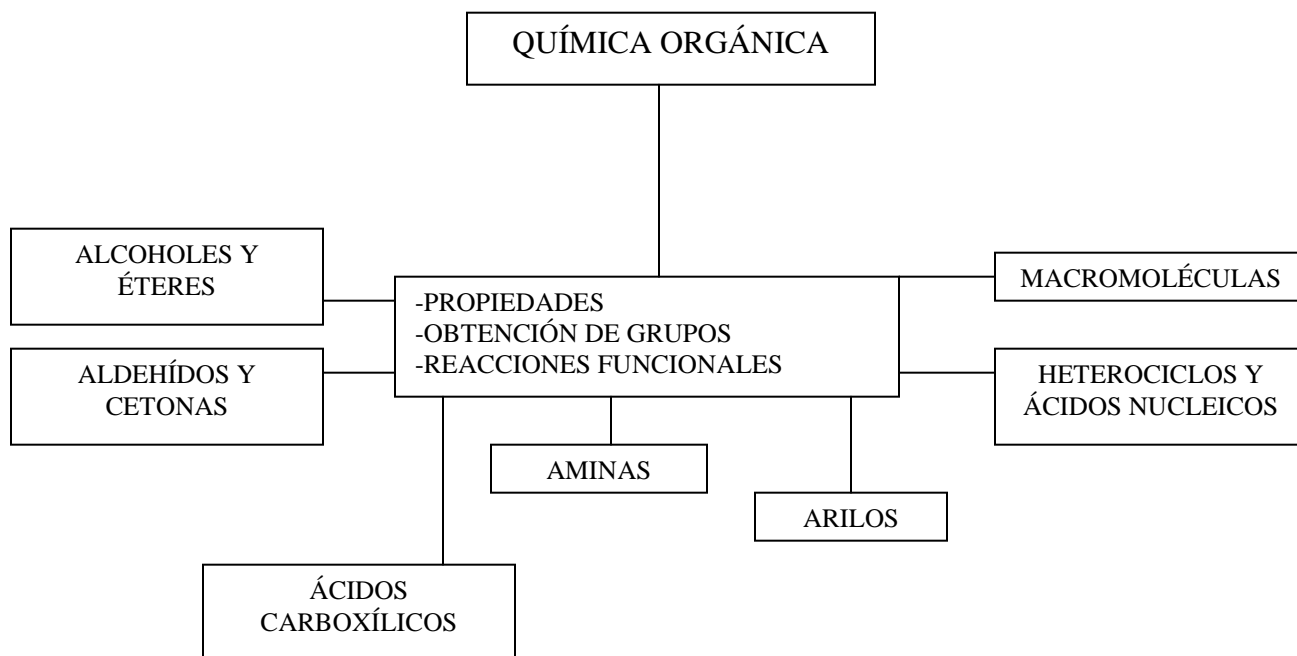 QUÍMICA ORGÁNICA
ALCOHOLES Y
ÉTERES
MACROMOLÉCULAS
-PROPIEDADES
-OBTENCIÓN DE GRUPOS
-REACCIONES FUNCIONALES
ALDEHÍDOS Y
CETONAS
HETEROCICLOS Y
ÁCIDOS NUCLEICOS
AMINAS
ARILOS
ÁCIDOS
CARBOXÍLICOS